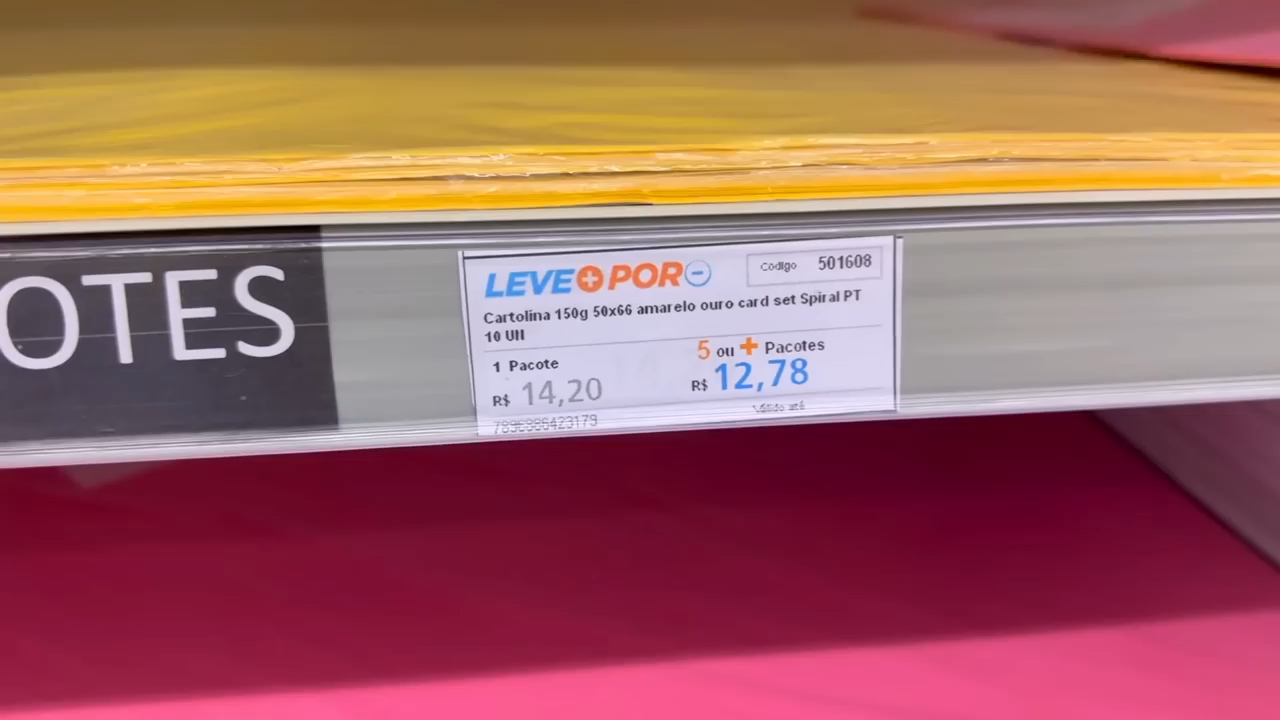 OTES
LEVE+POR−
Código 501608
Cartolina 150g 50x66 amarelo ouro card set Spiral PT
10 UN
1 Pacote
5 ou + Pacotes
R$ 14,20
R$ 12,78
Válido até